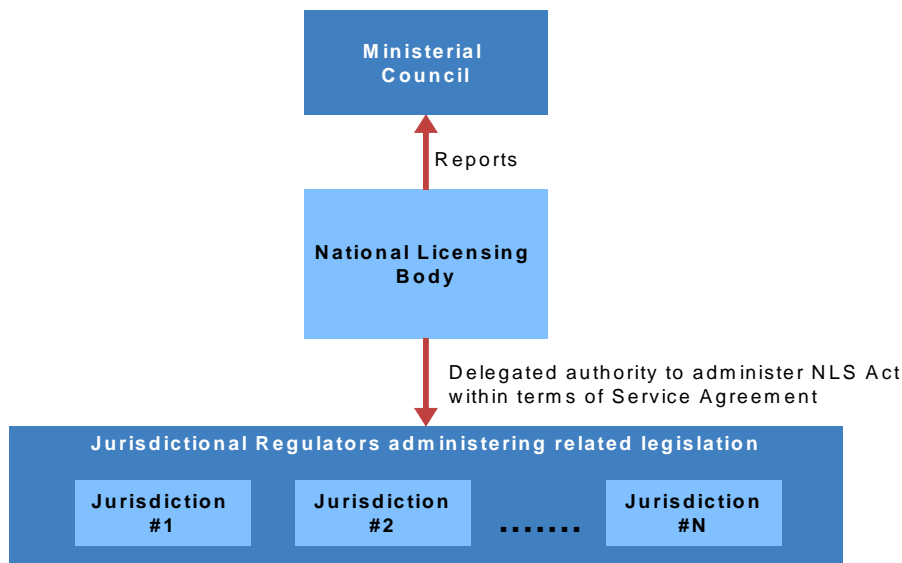 Ministerial
Council
Reports
National Licensing
Body
Delegated authority to administer NLS Act
within terms of Service Agreement
Jurisdictional Regulators administering related legislation
Jurisdiction
#1
Jurisdiction
#2
.......
Jurisdiction
#N